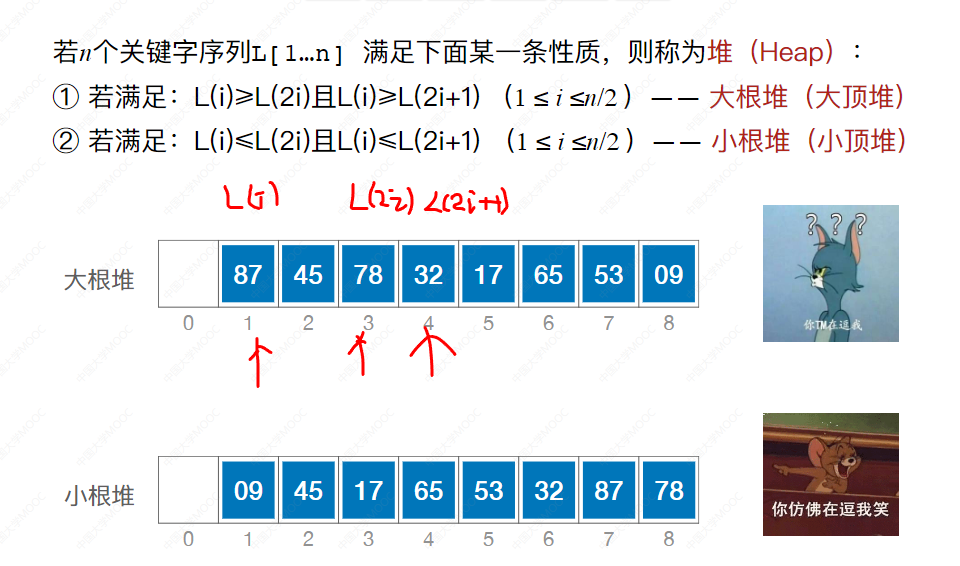 若n个关键字序列L[1…n] 满足下面某一条性质，则称为堆（Heap）：
① 若满足：L(i)≥L(2i)且L(i)≥L(2i+1) （1 ≤ i ≤n/2 ）—— 大根堆（大顶堆）
② 若满足：L(i)≤L(2i)且L(i)≤L(2i+1) （1 ≤ i ≤n/2 ）—— 小根堆（小顶堆）
L(i) L(2i) L(2i+1)
? ? ?
大根堆 87 45 78 32 17 65 53 09
0 1 2 3 4 5 6 7 8
你TM在逗我
小根堆 09 45 17 65 53 32 87 78
你仿佛在逗我笑
0 1 2 3 4 5 6 7 8